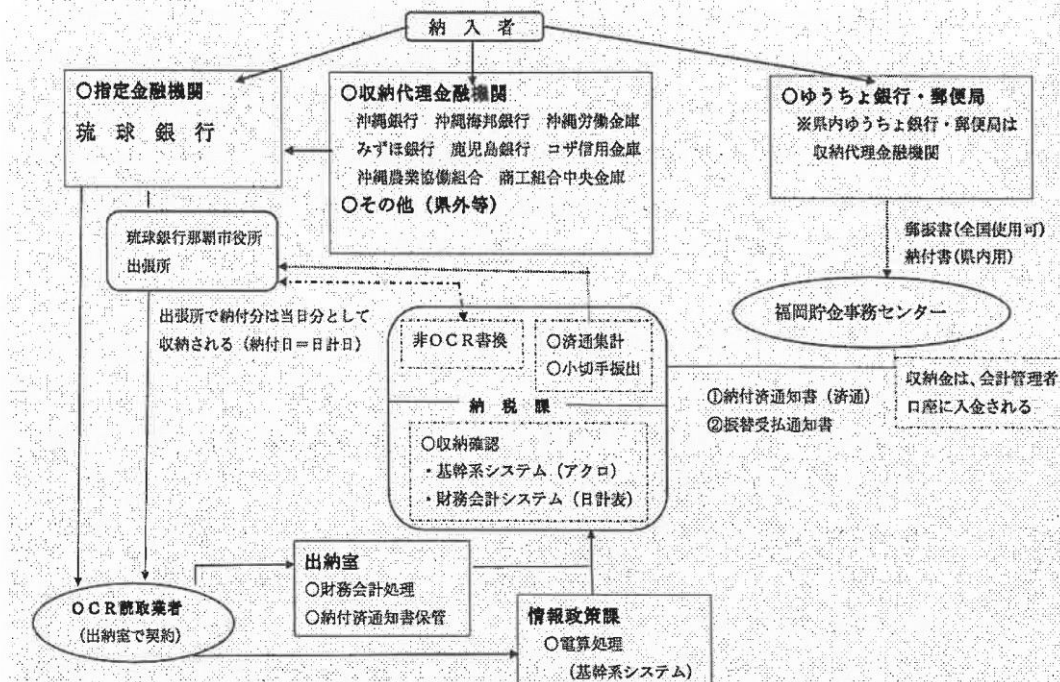 納入者
〇指定金融機関
琉球銀行
〇収納代理金融機関
沖縄銀行 沖縄海邦銀行 沖縄労働金庫
みずほ銀行 鹿児島銀行 コザ信用金庫
沖縄農業協働組合 商工組合中央金庫
〇その他（県外等）
〇ゆうちょ銀行・郵便局
※県内ゆうちょ銀行・郵便局は
収納代理金融機関
琉球銀行那覇市役所
出張所
郵振書(全国使用可)
納付書(県内用)
福岡貯金事務センター
出張所で納付分は当日分として
収納される（納付日＝日計日）
非ＯＣＲ書換
〇済通集計
〇小切手振出
納税課
①納付済通知書（済通）
②振替受払通知書
収納金は、会計管理者
口座に入金される
〇収納確認
・基幹系システム（アクロ）
・財務会計システム（日計表）
出納室
〇財務会計処理
〇納付済通知書保管
ＯＣＲ読取業者
(出納室で契約)
情報政策課
〇電算処理
(基幹系システム)